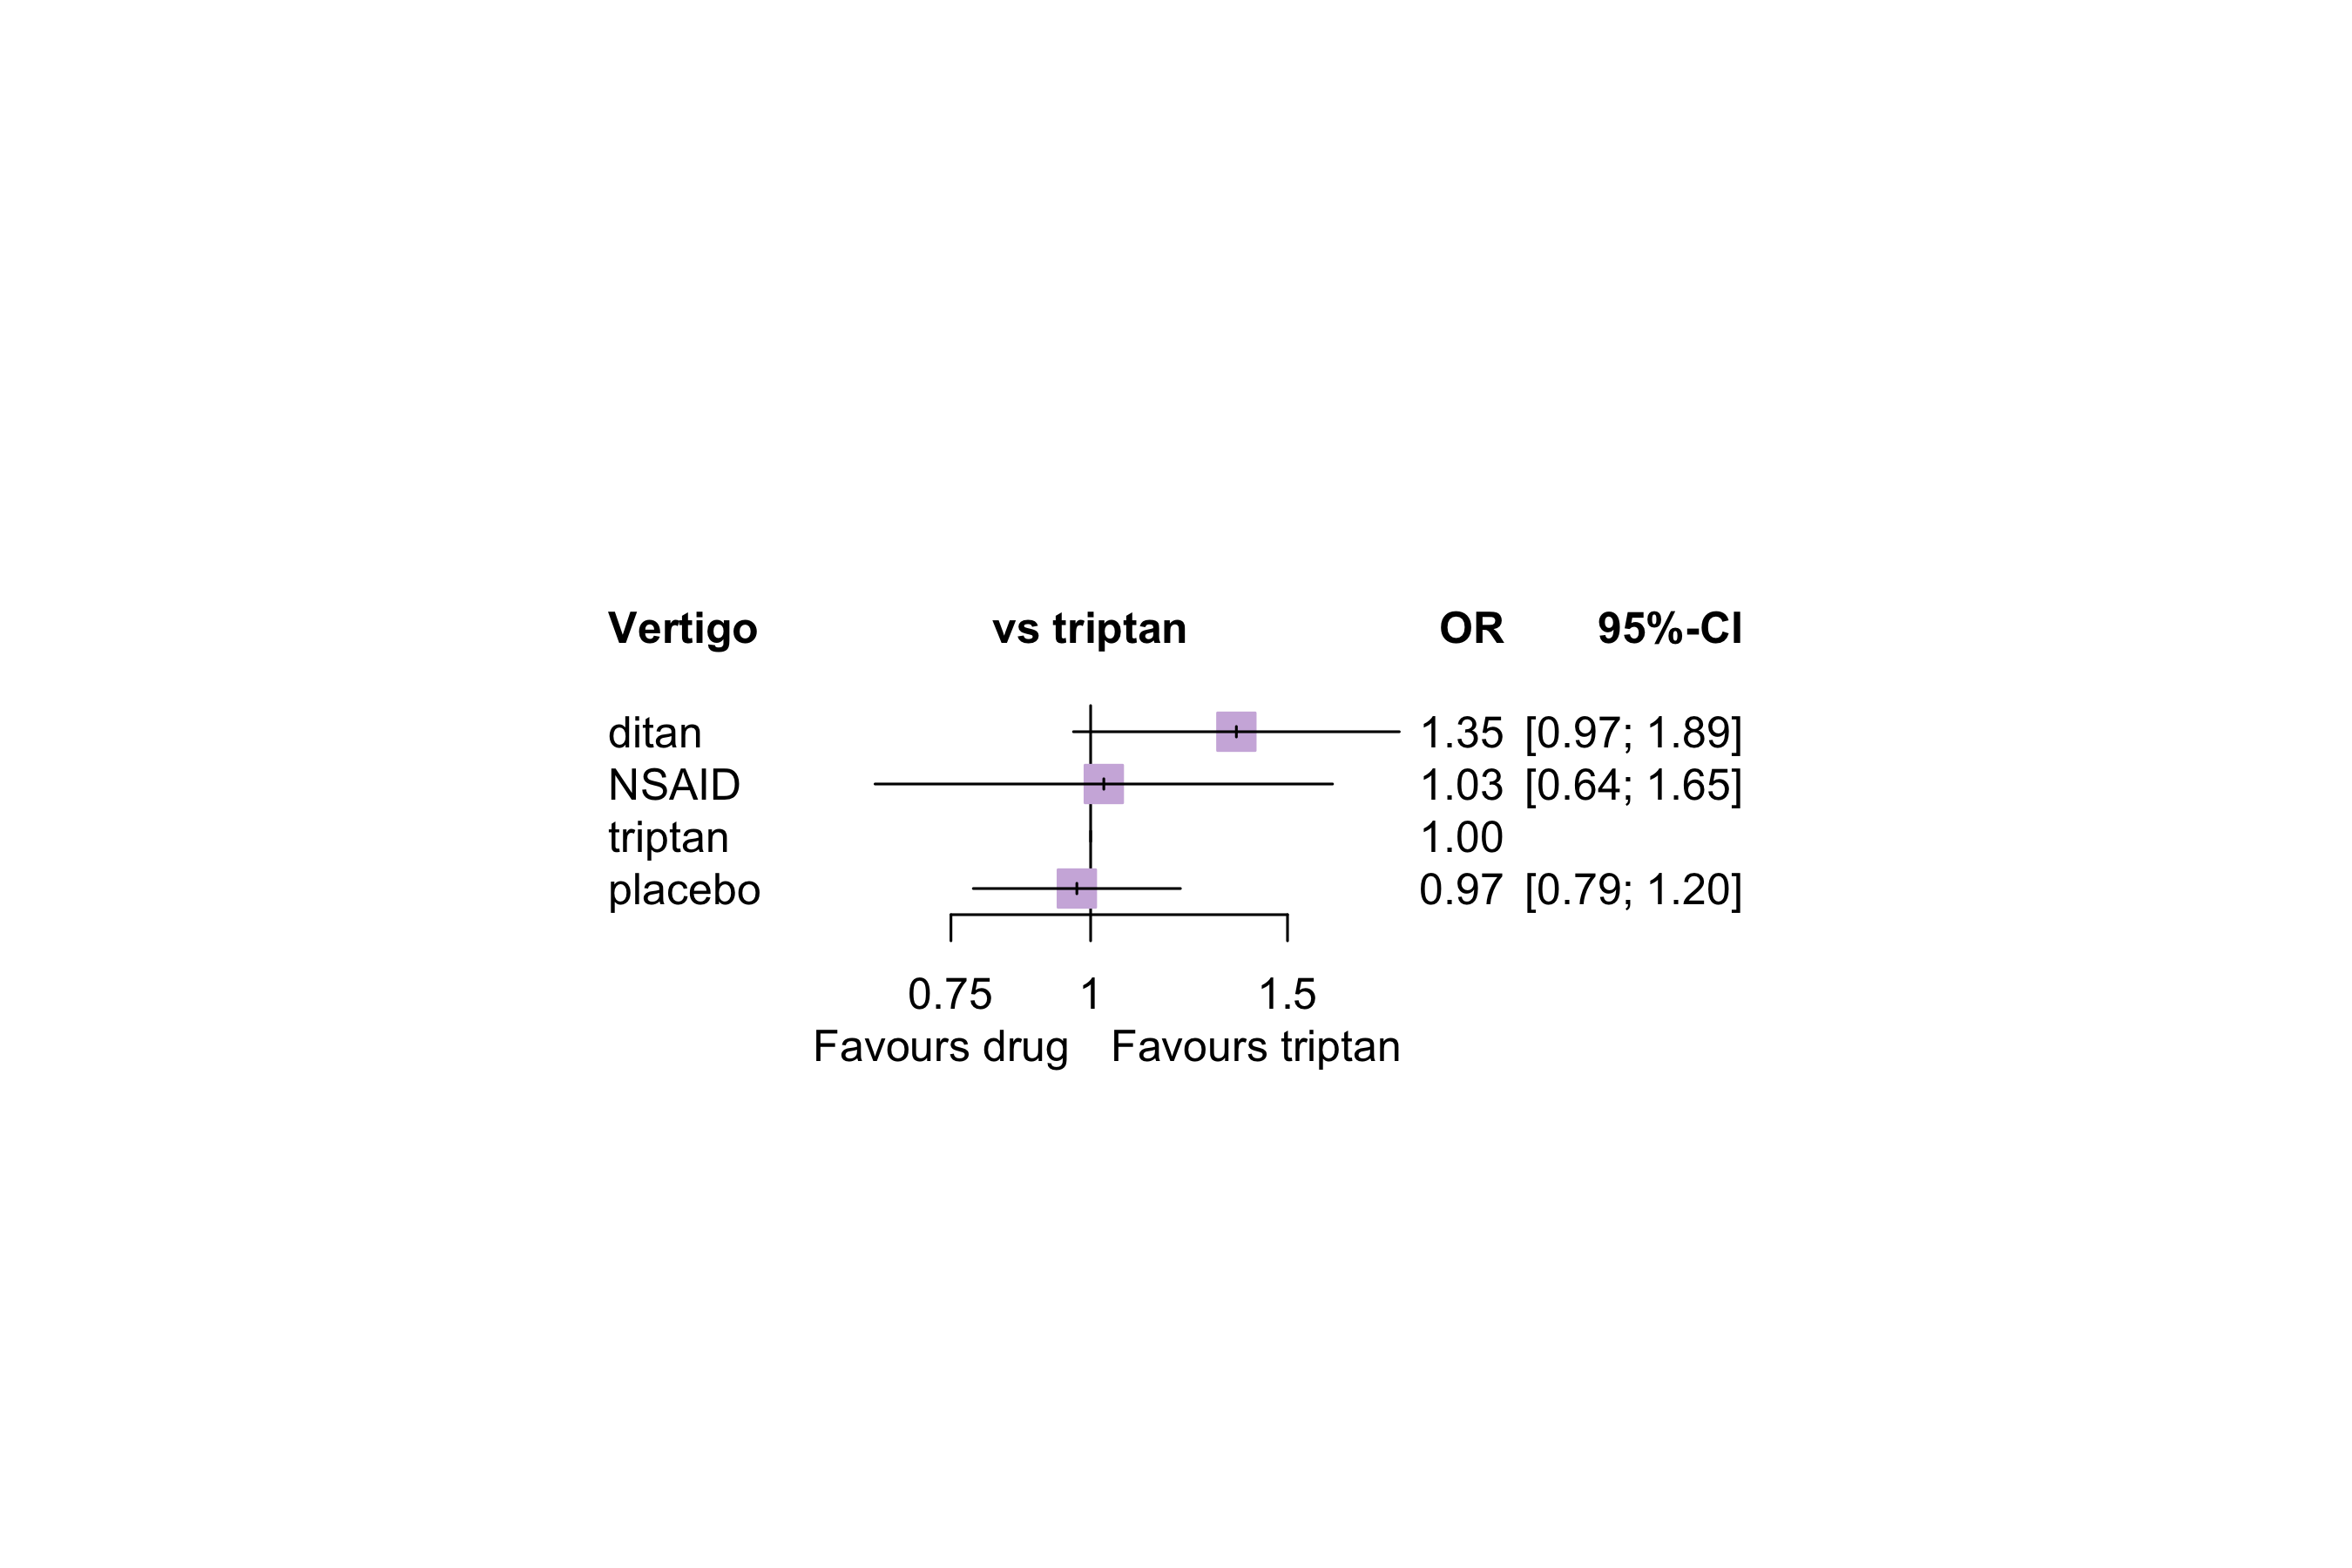 Vertigo vs triptan OR 95%-CI
ditan 1.35 [0.97; 1.89]
NSAID 1.03 [0.64; 1.65]
triptan 1.00
placebo 0.97 [0.79; 1.20]
0.75 1 1.5
Favours drug Favours triptan